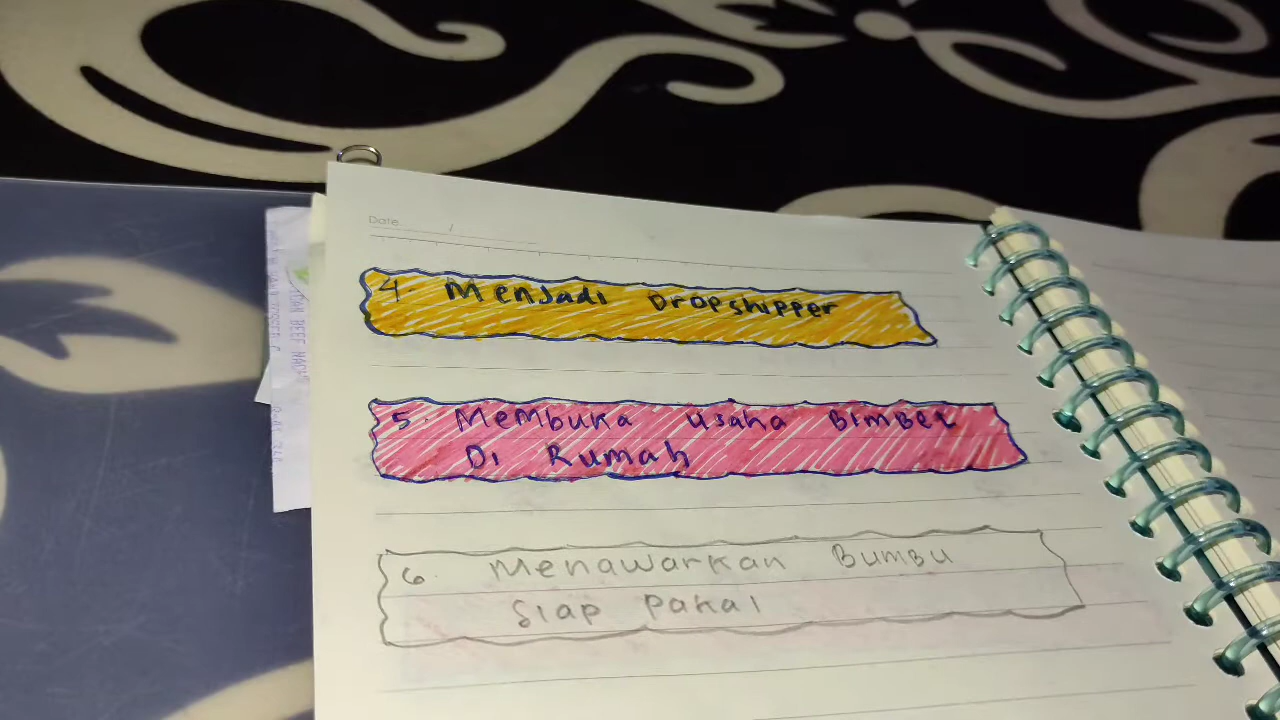 Date / 
4. Menjadi Dropshipper
5. Membuka Usaha Bimbel
Di Rumah
6. Menawarkan Bumbu
Siap Pakai